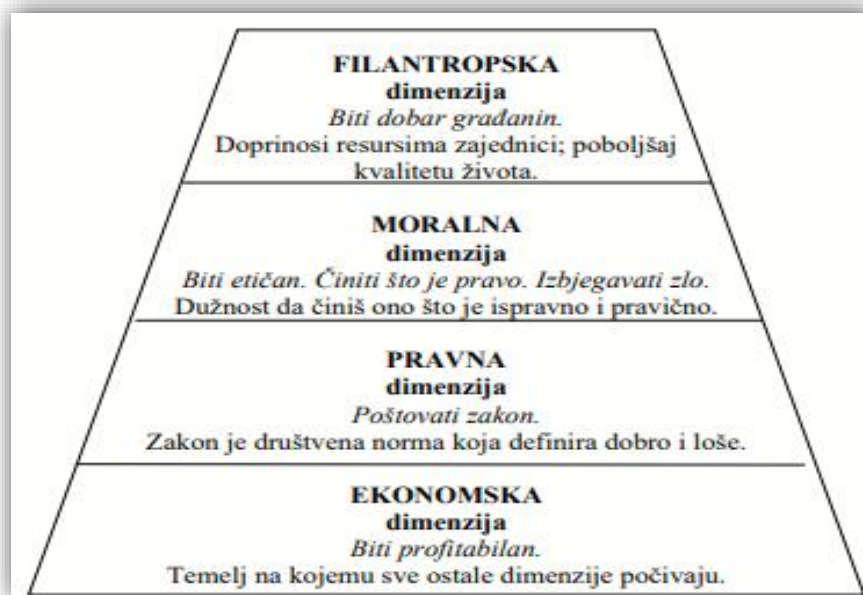 FILANTROPSKA
dimenzija
Biti dobar građanin.
Doprinosi resursima zajednici; poboljšaj
kvalitetu života.
MORALNA
dimenzija
Biti etičan. Činiti što je pravo. Izbjegavati zlo.
Dužnost da činiš ono što je ispravno i pravično.
PRAVNA
dimenzija
Poštovati zakon.
Zakon je društvena norma koja definira dobro i loše.
EKONOMSKA
dimenzija
Biti profitabilan.
Temelj na kojemu sve ostale dimenzije počivaju.